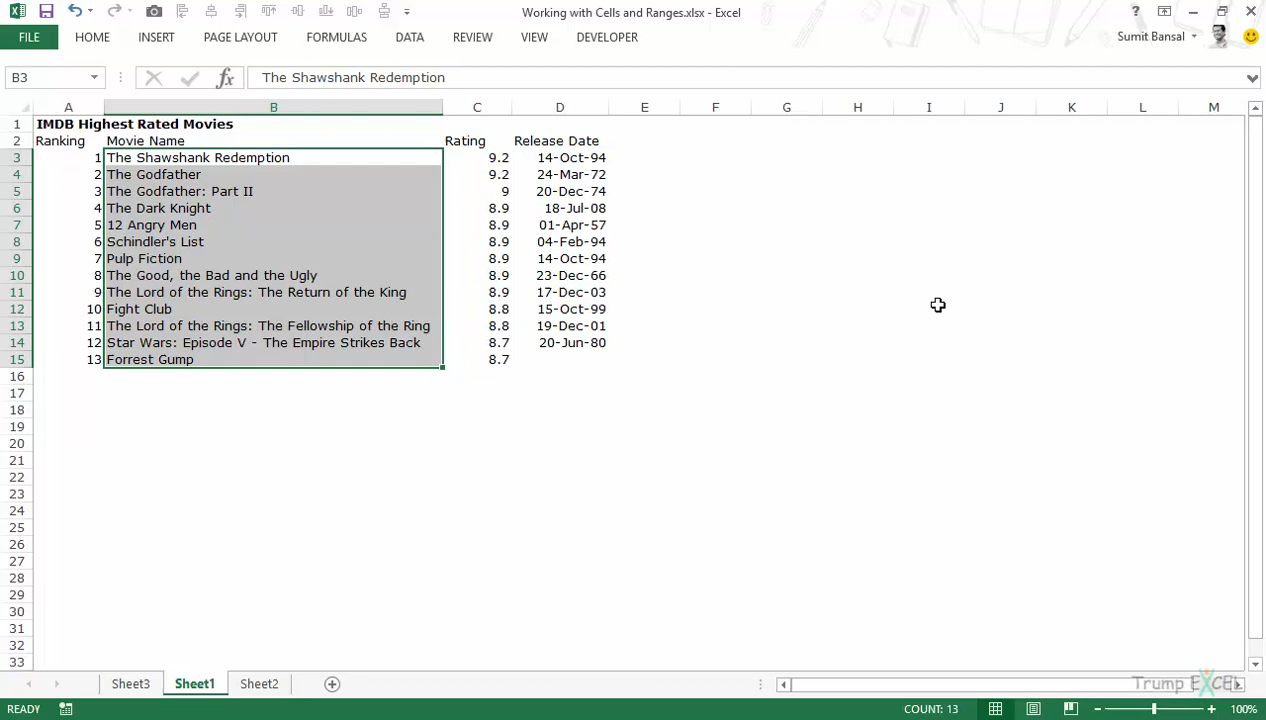 Working with Cells and Ranges.xlsx - Excel
FILE HOME INSERT PAGE LAYOUT FORMULAS DATA REVIEW VIEW DEVELOPER Sumit Bansal
B3 fx The Shawshank Redemption
A B C D E F G H I J K L M
1 IMDB Highest Rated Movies
2 Ranking Movie Name Rating Release Date
3 1 The Shawshank Redemption 9.2 14-Oct-94
4 2 The Godfather 9.2 24-Mar-72
5 3 The Godfather: Part II 9 20-Dec-74
6 4 The Dark Knight 8.9 18-Jul-08
7 5 12 Angry Men 8.9 01-Apr-57
8 6 Schindler's List 8.9 04-Feb-94
9 7 Pulp Fiction 8.9 14-Oct-94
10 8 The Good, the Bad and the Ugly 8.9 23-Dec-66
11 9 The Lord of the Rings: The Return of the King 8.9 17-Dec-03
12 10 Fight Club 8.8 15-Oct-99
13 11 The Lord of the Rings: The Fellowship of the Ring 8.8 19-Dec-01
14 12 Star Wars: Episode V - The Empire Strikes Back 8.7 20-Jun-80
15 13 Forrest Gump 8.7
16
17
18
19
20
21
22
23
24
25
26
27
28
29
30
31
32
33
Sheet3 Sheet1 Sheet2 Trump EXCEL
READY COUNT: 13 100%